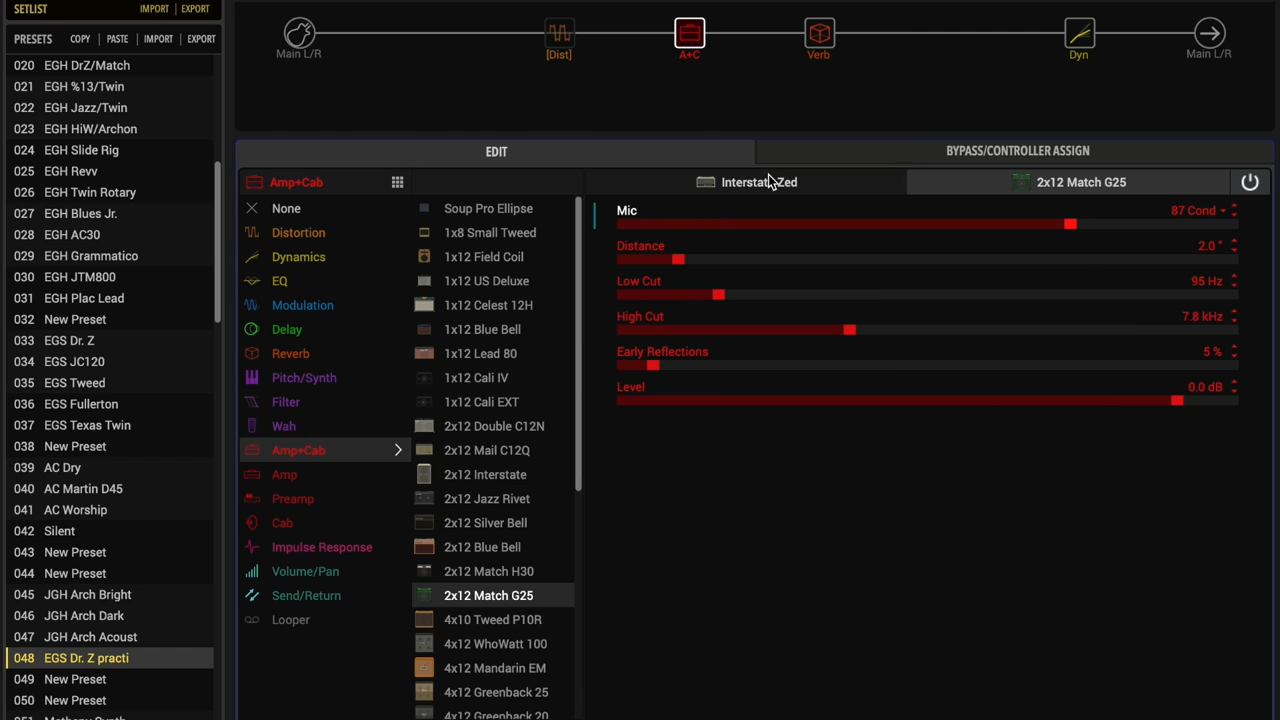 SETLIST IMPORT | EXPORT
PRESETS COPY | PASTE | IMPORT | EXPORT
020 EGH DrZ/Match
021 EGH %13/Twin
022 EGH Jazz/Twin
023 EGH HiW/Archon
024 EGH Slide Rig
025 EGH Revv
026 EGH Twin Rotary
027 EGH Blues Jr.
028 EGH AC30
029 EGH Grammatico
030 EGH JTM800
031 EGH Plac Lead
032 New Preset
033 EGS Dr. Z
034 EGS JC120
035 EGS Tweed
036 EGS Fullerton
037 EGS Texas Twin
038 New Preset
039 AC Dry
040 AC Martin D45
041 AC Worship
042 Silent
043 New Preset
044 New Preset
045 JGH Arch Bright
046 JGH Arch Dark
047 JGH Arch Acoust
048 EGS Dr. Z practi
049 New Preset
050 New Preset
Main L/R
[Dist]
A+C
Verb
Dyn
Main L/R
EDIT
BYPASS/CONTROLLER ASSIGN
Amp+Cab
None
Distortion
Dynamics
EQ
Modulation
Delay
Reverb
Pitch/Synth
Filter
Wah
Amp+Cab
Amp
Preamp
Cab
Impulse Response
Volume/Pan
Send/Return
Looper
Soup Pro Ellipse
1x8 Small Tweed
1x12 Field Coil
1x12 US Deluxe
1x12 Celest 12H
1x12 Blue Bell
1x12 Lead 80
1x12 Cali IV
1x12 Cali EXT
2x12 Double C12N
2x12 Mail C12Q
2x12 Interstate
2x12 Jazz Rivet
2x12 Silver Bell
2x12 Blue Bell
2x12 Match H30
2x12 Match G25
4x10 Tweed P10R
4x12 WhoWatt 100
4x12 Mandarin EM
4x12 Greenback 25
4x12 Greenback 20
Interstate Zed
2x12 Match G25
Mic 87 Cond
Distance 2.0 "
Low Cut 95 Hz
High Cut 7.8 kHz
Early Reflections 5 %
Level 0.0 dB